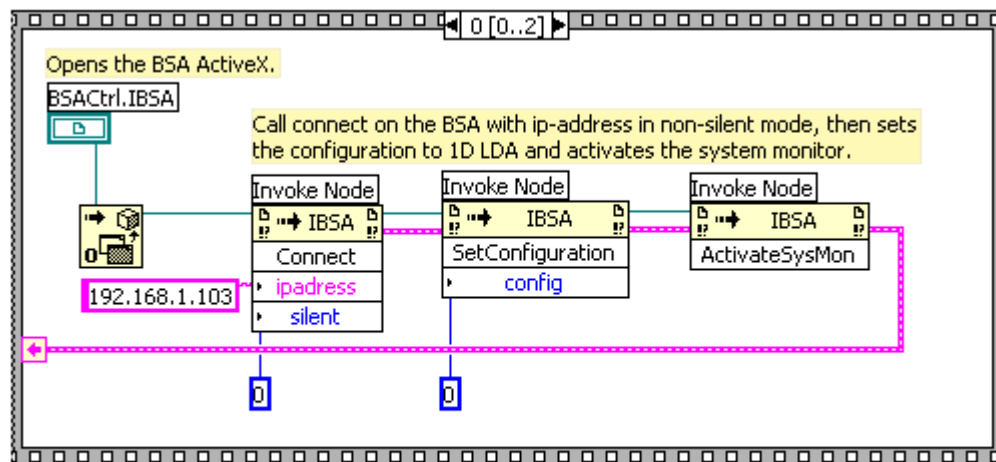 0 [0..2]
Opens the BSA ActiveX.
BSACtrl.IBSA
Call connect on the BSA with ip-address in non-silent mode, then sets
the configuration to 1D LDA and activates the system monitor.
Invoke Node
IBSA
Connect
ipadress
silent
Invoke Node
IBSA
SetConfiguration
config
Invoke Node
IBSA
ActivateSysMon
192.168.1.103
0
0